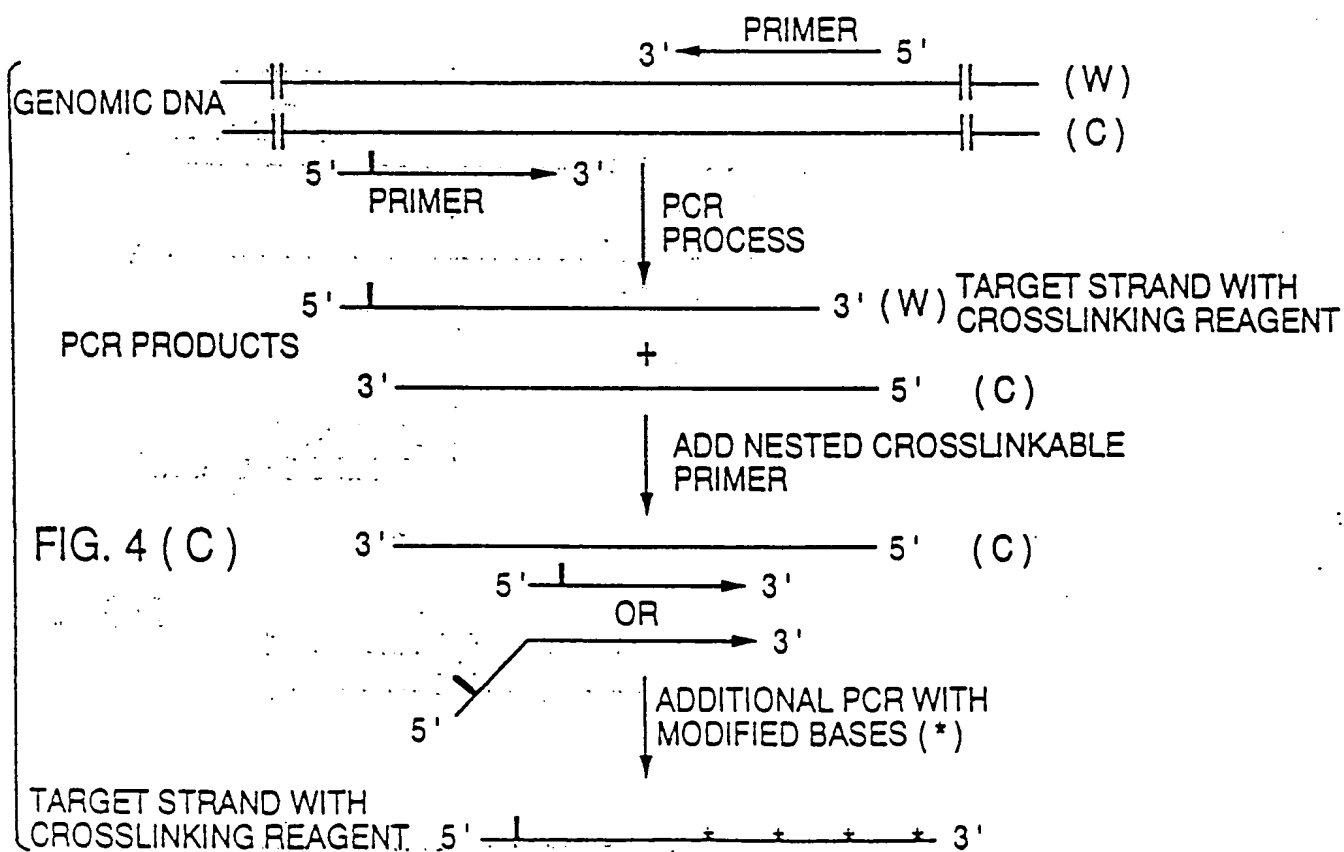 PRIMER
3' 5'
(W)
GENOMIC DNA
(C)
5' 3'
PRIMER
PCR
PROCESS
5' 3' (W) TARGET STRAND WITH
CROSSLINKING REAGENT
PCR PRODUCTS
+
3' 5' (C)
ADD NESTED CROSSLINKABLE
PRIMER
FIG. 4 (C)
3' 5' (C)
5' 3'
OR
3'
5'
ADDITIONAL PCR WITH
MODIFIED BASES (*)
TARGET STRAND WITH
CROSSLINKING REAGENT 5' * * * * 3'